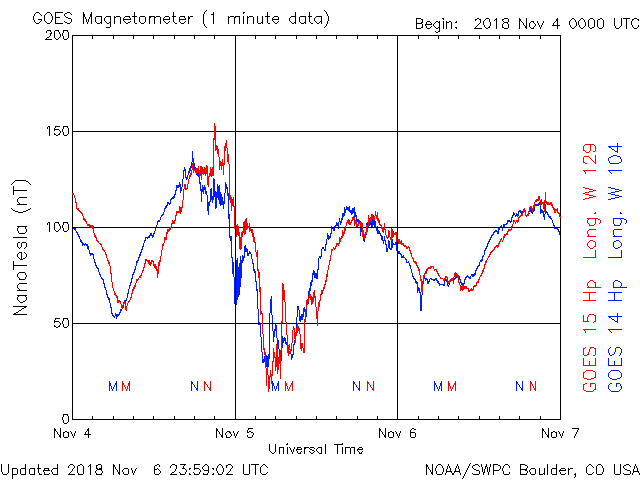 GOES Magnetometer (1 minute data)
Begin: 2018 Nov 4 0000 UTC
200
150
100
50
0
NanoTesla (nT)
M M N N M M N N M M N N
Nov 4 Nov 5 Nov 6 Nov 7
Universal Time
GOES 15 Hp Long. W 129
GOES 14 Hp Long. W 104
Updated 2018 Nov 6 23:59:02 UTC
NOAA/SWPC Boulder, CO USA